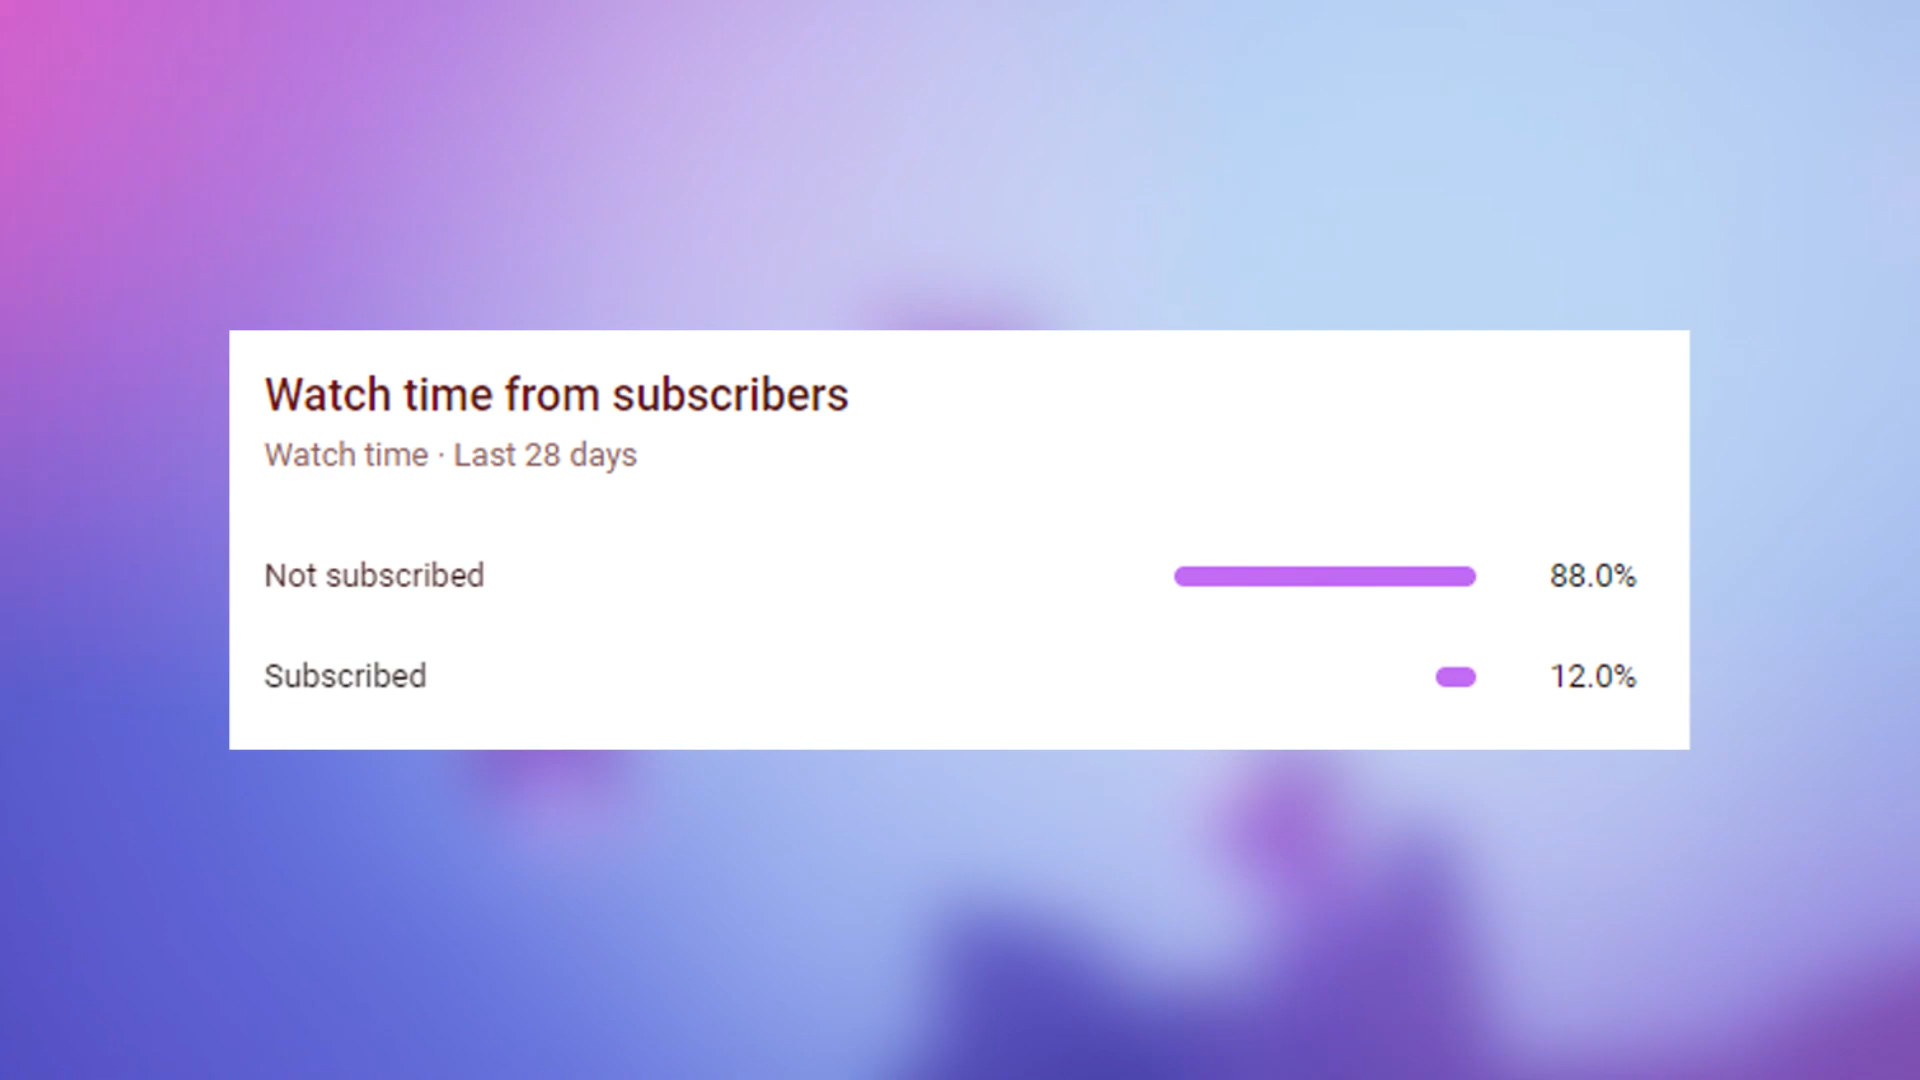 Watch time from subscribers
Watch time · Last 28 days
Not subscribed 88.0%
Subscribed 12.0%